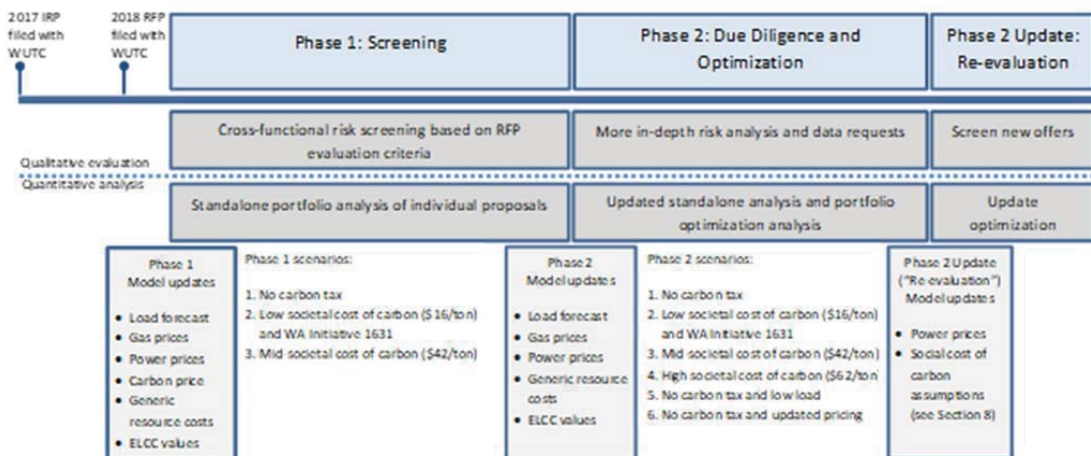 2017 IRP
filed with
WUTC
2018 RFP
filed with
WUTC
Phase 1: Screening
Phase 2: Due Diligence and
Optimization
Phase 2 Update:
Re-evaluation
Cross-functional risk screening based on RFP
evaluation criteria
More in-depth risk analysis and data requests
Screen new offers
Qualitative evaluation
Quantitative analysis
Standalone portfolio analysis of individual proposals
Updated standalone analysis and portfolio
optimization analysis
Update
optimization
Phase 1
Model updates
• Load forecast
• Gas prices
• Power prices
• Carbon price
• Generic
resource costs
• ELCC values
Phase 1 scenarios:
1. No carbon tax
2. Low societal cost of carbon ($16/ton)
and WA Initiative 1631
3. Mid societal cost of carbon ($42/ton)
Phase 2
Model updates
• Load forecast
• Gas prices
• Power prices
• Generic resource
costs
• ELCC values
Phase 2 scenarios:
1. No carbon tax
2. Low societal cost of carbon ($16/ton)
and WA Initiative 1631
3. Mid societal cost of carbon ($42/ton)
4. High societal cost of carbon ($62/ton)
5. No carbon tax and low load
6. No carbon tax and updated pricing
Phase 2 Update
("Re-evaluation")
Model updates
• Power prices
• Social cost of
carbon
assumptions
(see Section 8)